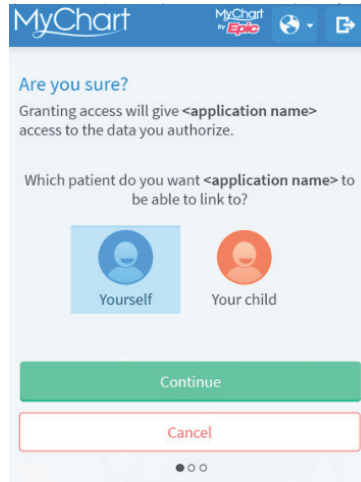 MyChart
MyChart
by Epic
Are you sure?
Granting access will give <application name>
access to the data you authorize.
Which patient do you want <application name> to
be able to link to?
Yourself
Your child
Continue
Cancel